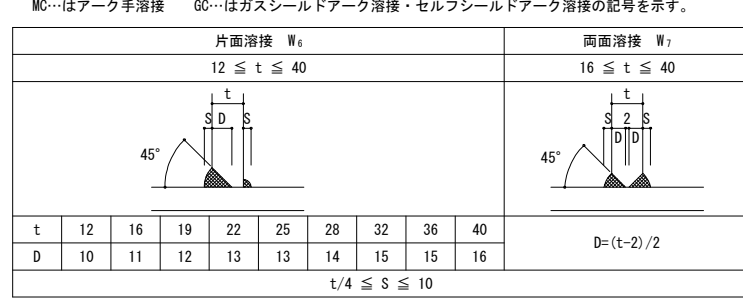 MC…はアーク手溶接　　GC…はガスシールドアーク溶接・セルフシールドアーク溶接の記号を示す。
片面溶接　W₆　両面溶接　W₇
12 ≦ t ≦ 40　16 ≦ t ≦ 40
t　t
S D S　S 2 S
D D
45°　45°
t 12 16 19 22 25 28 32 36 40
D=(t-2)/2
D 10 11 12 13 13 14 15 15 16
t/4 ≦ S ≦ 10